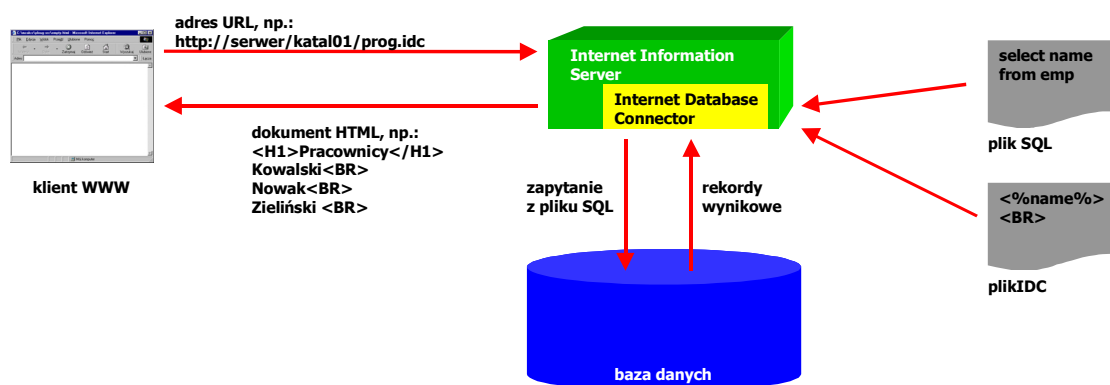 adres URL, np.:
http://serwer/katal01/prog.idc
Internet Information
Server
Internet Database
Connector
select name
from emp
plik SQL
dokument HTML, np.:
<H1>Pracownicy</H1>
Kowalski<BR>
Nowak<BR>
Zieliński <BR>
klient WWW
zapytanie
z pliku SQL
rekordy
wynikowe
<%name%>
<BR>
plikIDC
baza danych